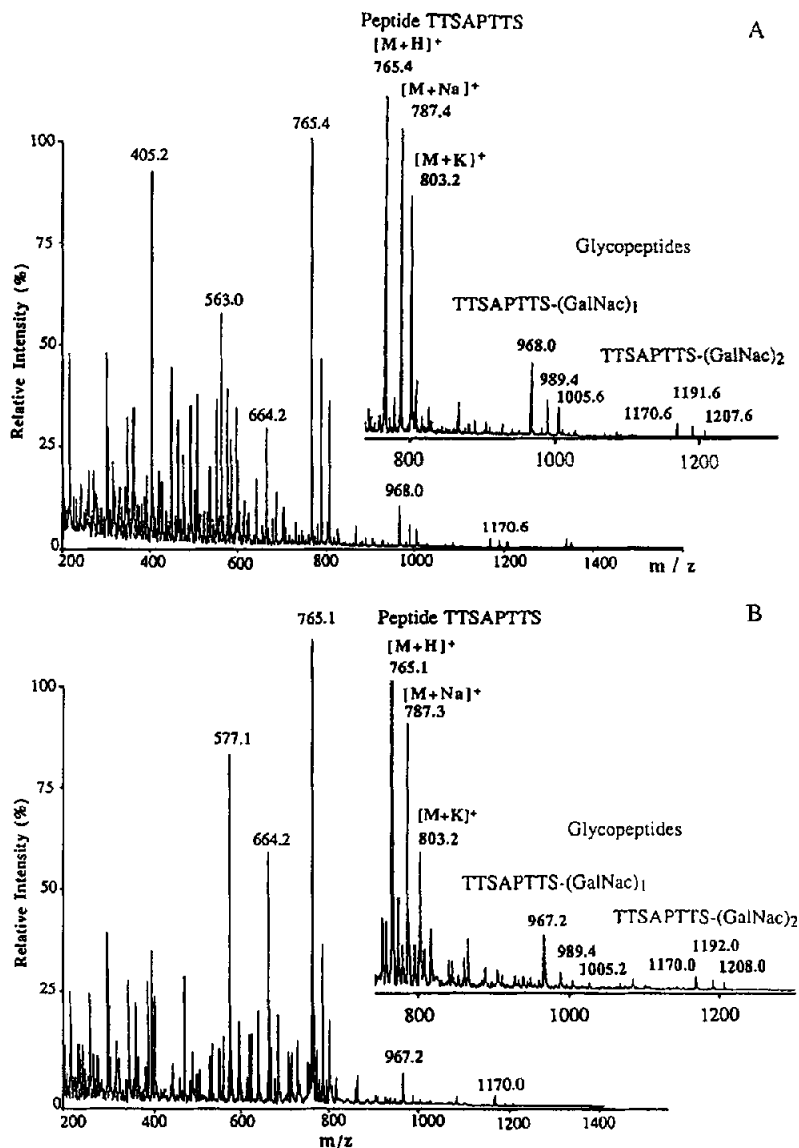 A
Peptide TTSAPTTS
[M+H]+
765.4
[M+Na]+
787.4
[M+K]+
803.2
Glycopeptides
TTSAPTTS-(GalNac)1
968.0
989.4
1005.6
TTSAPTTS-(GalNac)2
1170.6
1191.6
1207.6
800
1000
1200
Relative Intensity (%)
100
75
50
25
0
405.2
563.0
664.2
765.4
968.0
1170.6
200
400
600
800
1000
1200
1400
m / z
B
Peptide TTSAPTTS
[M+H]+
765.1
[M+Na]+
787.3
[M+K]+
803.2
Glycopeptides
TTSAPTTS-(GalNac)1
967.2
989.4
1005.2
TTSAPTTS-(GalNac)2
1170.0
1192.0
1208.0
800
1000
1200
Relative Intensity (%)
100
75
50
25
0
577.1
664.2
765.1
967.2
1170.0
200
400
600
800
1000
1200
1400
m/z